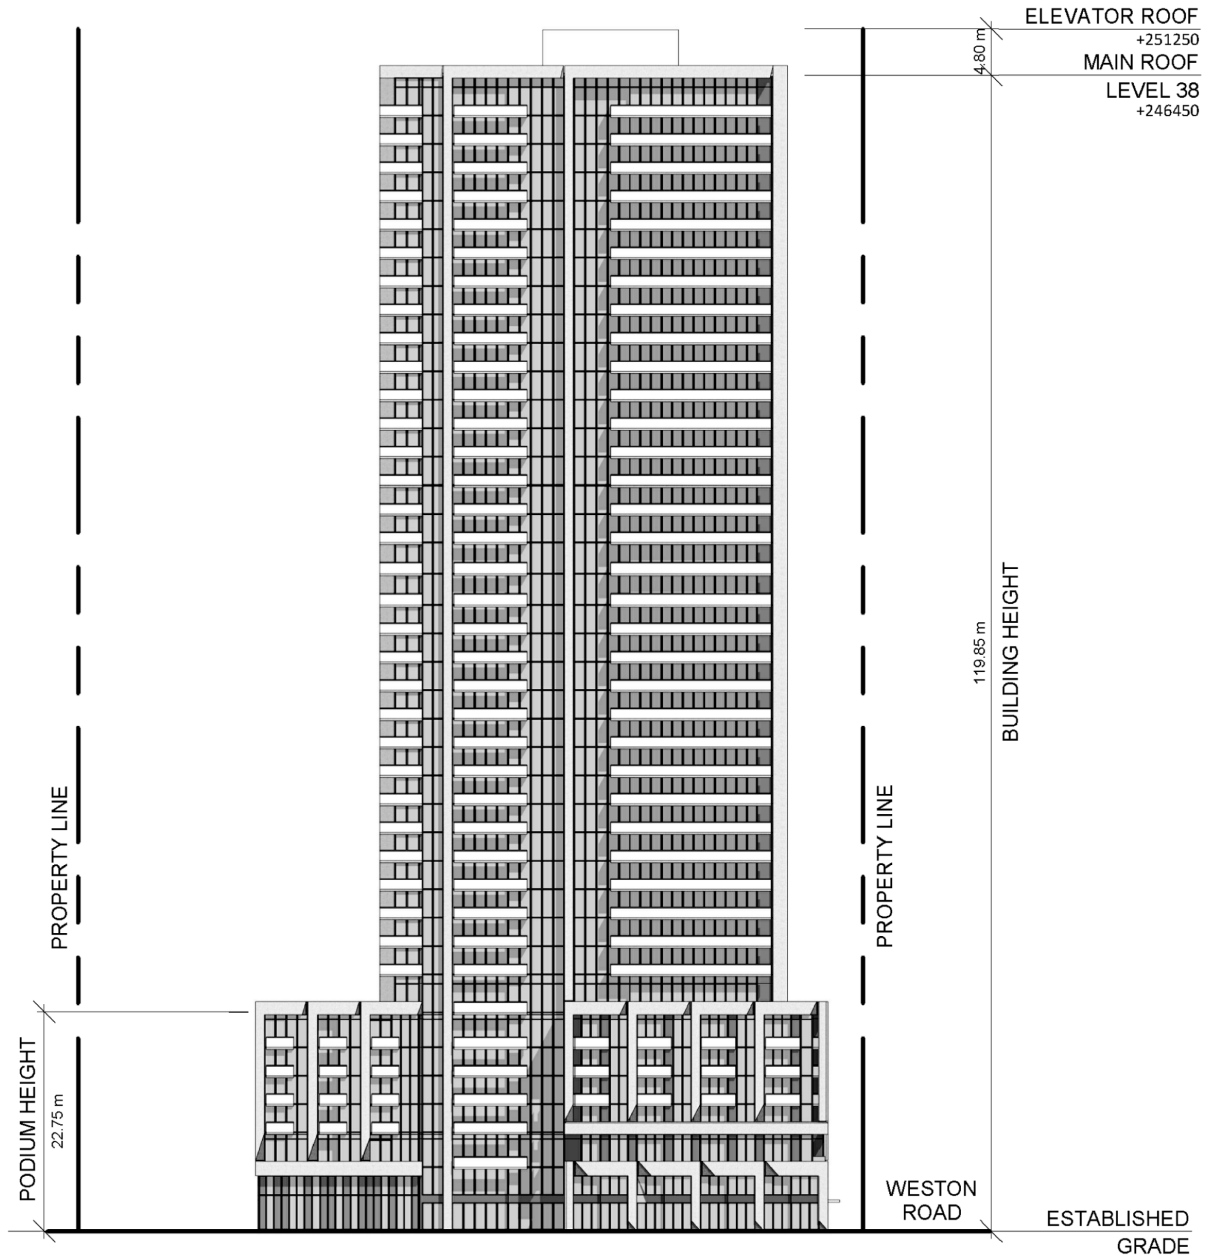 ELEVATOR ROOF
+251250
4.80 m
MAIN ROOF
LEVEL 38
+246450
119.85 m
BUILDING HEIGHT
PROPERTY LINE
PROPERTY LINE
PODIUM HEIGHT
22.75 m
WESTON
ROAD
ESTABLISHED
GRADE